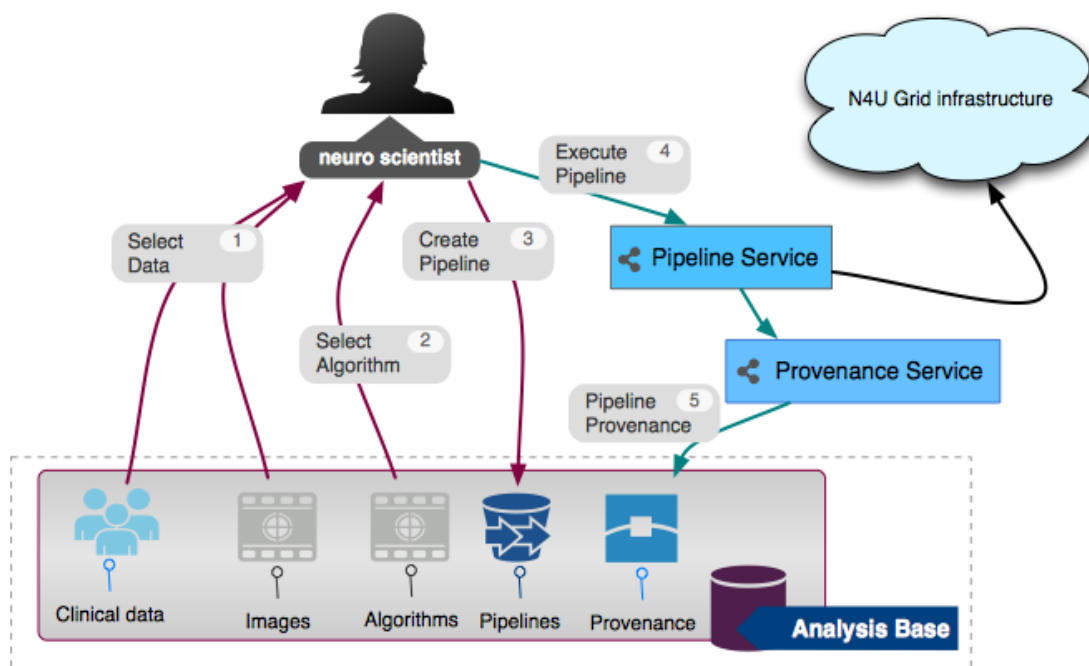 N4U Grid infrastructure
neuro scientist
Execute 4
Pipeline
Select 1
Data
Create 3
Pipeline
Pipeline Service
Select 2
Algorithm
Provenance Service
Pipeline 5
Provenance
Clinical data
Images
Algorithms
Pipelines
Provenance
Analysis Base